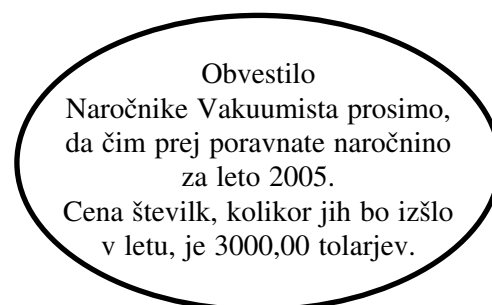 Obvestilo
Naročnike Vakuumista prosimo,
da čim prej poravnate naročnino
za leto 2005.
Cena številk, kolikor jih bo izšlo
v letu, je 3000,00 tolarjev.